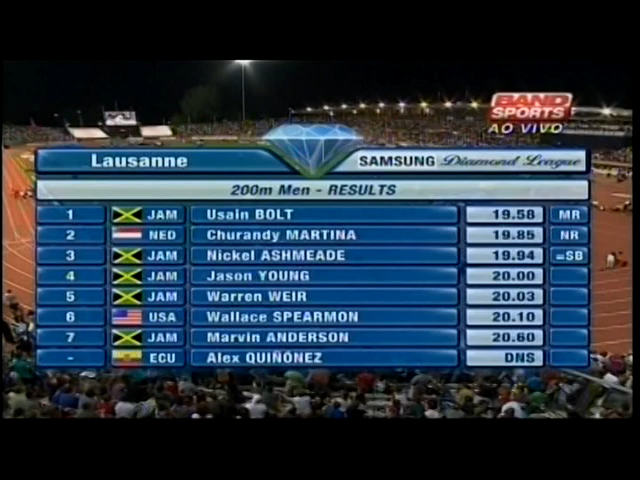 BAND
SPORTS
AO VIVO
Lausanne
SAMSUNG Diamond League
200m Men - RESULTS
1 JAM Usain BOLT 19.58 MR
2 NED Churandy MARTINA 19.85 NR
3 JAM Nickel ASHMEADE 19.94 =SB
4 JAM Jason YOUNG 20.00
5 JAM Warren WEIR 20.03
6 USA Wallace SPEARMON 20.10
7 JAM Marvin ANDERSON 20.60
- ECU Alex QUIÑÓNEZ DNS